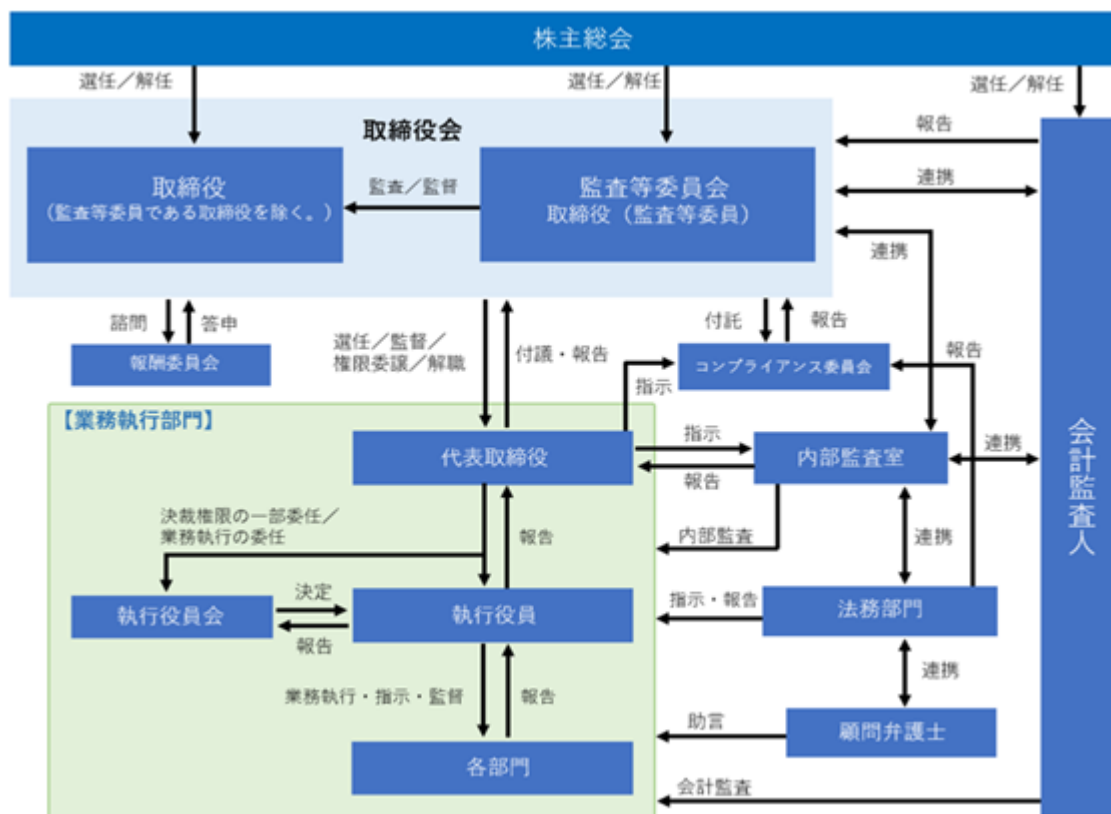 株主総会
選任／解任
選任／解任
選任／解任
取締役会
報告
取締役
（監査等委員である取締役を除く。）
監査／監督
監査等委員会
取締役（監査等委員）
連携
連携
諮問
答申
報酬委員会
選任／監督／
権限委譲／解職
付議・報告
付託
報告
コンプライアンス委員会
報告
指示
【業務執行部門】
代表取締役
指示
報告
内部監査室
連携
会計監査人
決裁権限の一部委任／
業務執行の委任
報告
内部監査
連携
執行役員会
決定
報告
執行役員
指示・報告
法務部門
業務執行・指示・監督
報告
連携
助言
顧問弁護士
各部門
会計監査